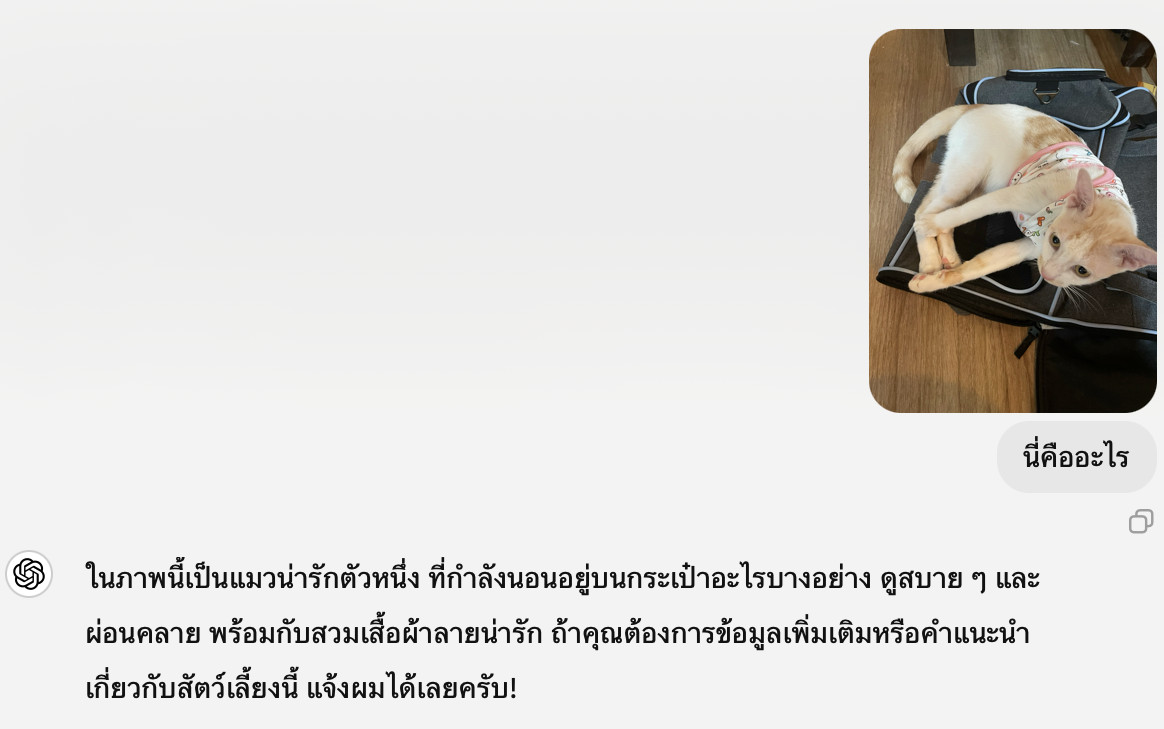 นี่คืออะไร
ในภาพนี้เป็นแมวน่ารักตัวหนึ่ง ที่กำลังนอนอยู่บนกระเป๋าอะไรบางอย่าง ดูสบาย ๆ และ
ผ่อนคลาย พร้อมกับสวมเสื้อผ้าลายน่ารัก ถ้าคุณต้องการข้อมูลเพิ่มเติมหรือคำแนะนำ
เกี่ยวกับสัตว์เลี้ยงนี้ แจ้งผมได้เลยครับ!